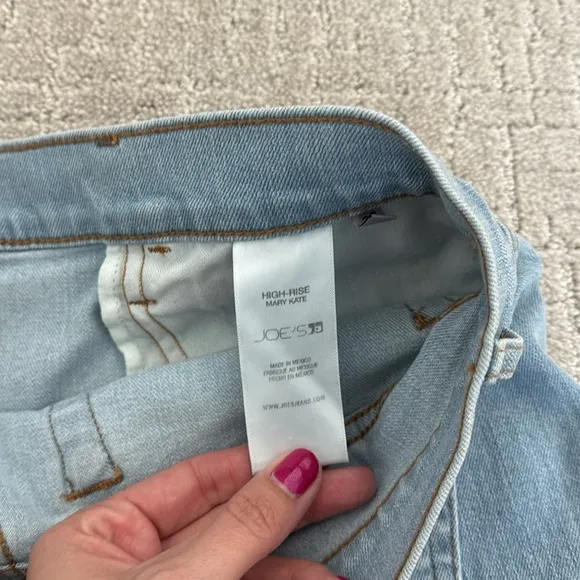 HIGH-RISE
MARY KATE
JOE'S
MADE IN MEXICO
FABRIQUÉ AU MEXIQUE
HECHO EN MÉXICO
WWW.JOESJEANS.COM